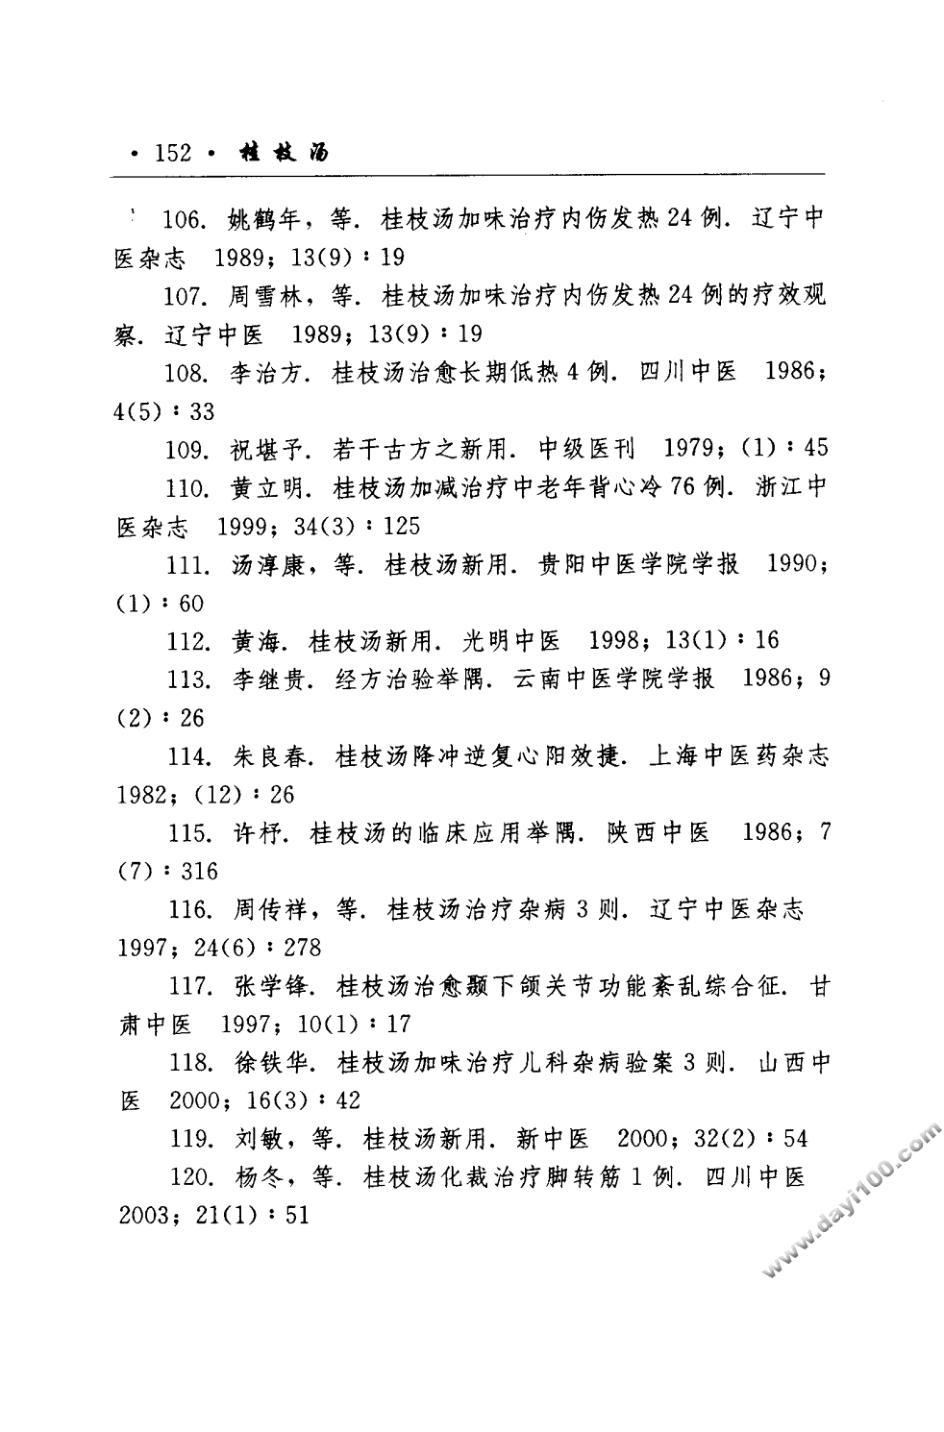 · 152 · 桂枝汤
106. 姚鹤年，等. 桂枝汤加味治疗内伤发热 24 例. 辽宁中
医杂志 1989；13(9)：19
107. 周雪林，等. 桂枝汤加味治疗内伤发热 24 例的疗效观
察. 辽宁中医 1989；13(9)：19
108. 李治方. 桂枝汤治愈长期低热 4 例. 四川中医 1986；
4(5)：33
109. 祝堪予. 若干古方之新用. 中级医刊 1979；(1)：45
110. 黄立明. 桂枝汤加减治疗中老年背心冷 76 例. 浙江中
医杂志 1999；34(3)：125
111. 汤淳康，等. 桂枝汤新用. 贵阳中医学院学报 1990；
(1)：60
112. 黄海. 桂枝汤新用. 光明中医 1998；13(1)：16
113. 李继贵. 经方治验举隅. 云南中医学院学报 1986；9
(2)：26
114. 朱良春. 桂枝汤降冲逆复心阳效捷. 上海中医药杂志
1982；(12)：26
115. 许杼. 桂枝汤的临床应用举隅. 陕西中医 1986；7
(7)：316
116. 周传祥，等. 桂枝汤治疗杂病 3 则. 辽宁中医杂志
1997；24(6)：278
117. 张学锋. 桂枝汤治愈颞下颌关节功能紊乱综合征. 甘
肃中医 1997；10(1)：17
118. 徐铁华. 桂枝汤加味治疗儿科杂病验案 3 则. 山西中
医 2000；16(3)：42
119. 刘敏，等. 桂枝汤新用. 新中医 2000；32(2)：54
120. 杨冬，等. 桂枝汤化裁治疗脚转筋 1 例. 四川中医
2003；21(1)：51
www.dayi100.com